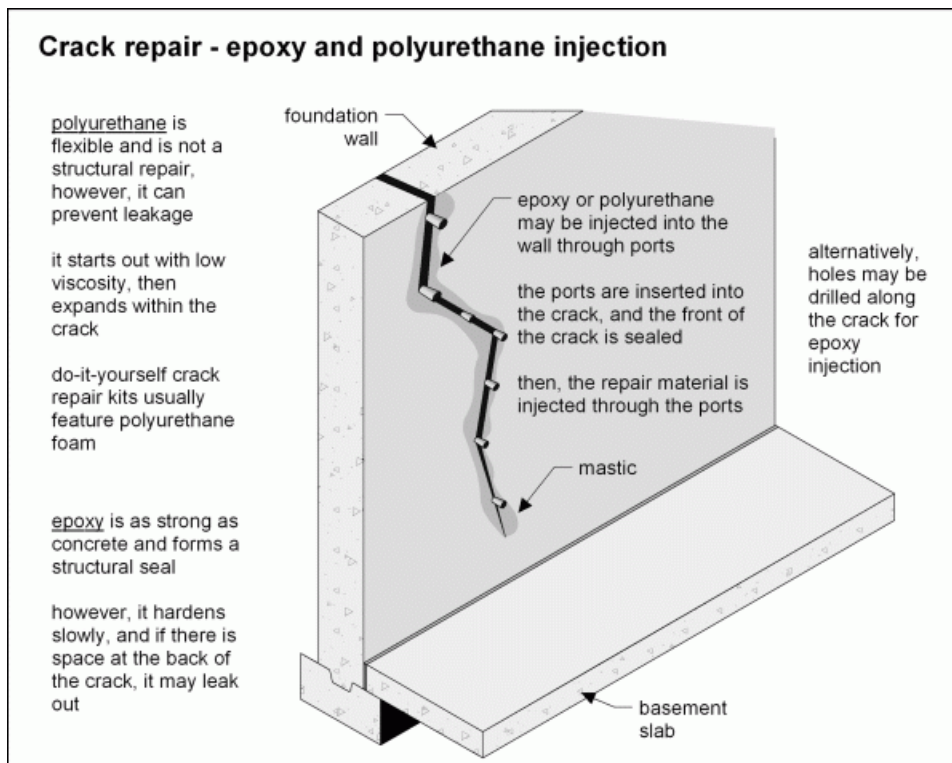 Crack repair - epoxy and polyurethane injection
polyurethane is
flexible and is not a
structural repair,
however, it can
prevent leakage
it starts out with low
viscosity, then
expands within the
crack
do-it-yourself crack
repair kits usually
feature polyurethane
foam
epoxy is as strong as
concrete and forms a
structural seal
however, it hardens
slowly, and if there is
space at the back of
the crack, it may leak
out
foundation
wall
epoxy or polyurethane
may be injected into the
wall through ports
the ports are inserted into
the crack, and the front of
the crack is sealed
then, the repair material is
injected through the ports
mastic
alternatively,
holes may be
drilled along
the crack for
epoxy
injection
basement
slab